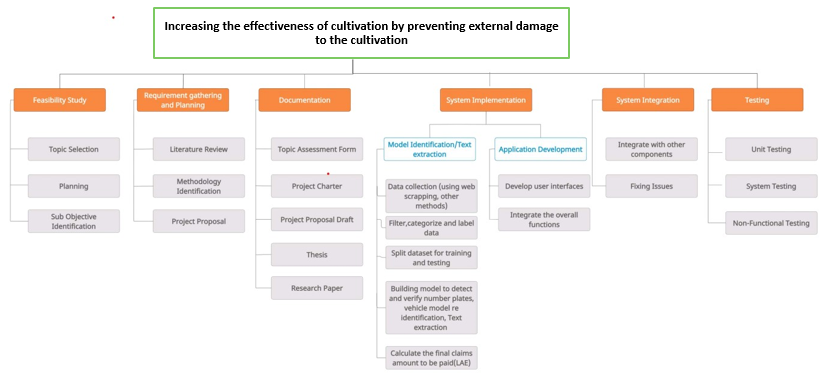 Increasing the effectiveness of cultivation by preventing external damage
to the cultivation
Feasibility Study
Requirement gathering
and Planning
Documentation
System Implementation
System Integration
Testing
Topic Selection
Planning
Sub Objective
Identification
Literature Review
Methodology
Identification
Project Proposal
Topic Assessment Form
Project Charter
Project Proposal Draft
Thesis
Research Paper
Model Identification/Text
extraction
Data collection (using web
scrapping, other
methods)
Filter,categorize and label
data
Split dataset for training
and testing
Building model to detect
and verify number plates,
vehicle model re
identification, Text
extraction
Calculate the final claims
amount to be paid(LAE)
Application Development
Develop user interfaces
Integrate the overall
functions
Integrate with other
components
Fixing Issues
Unit Testing
System Testing
Non-Functional Testing